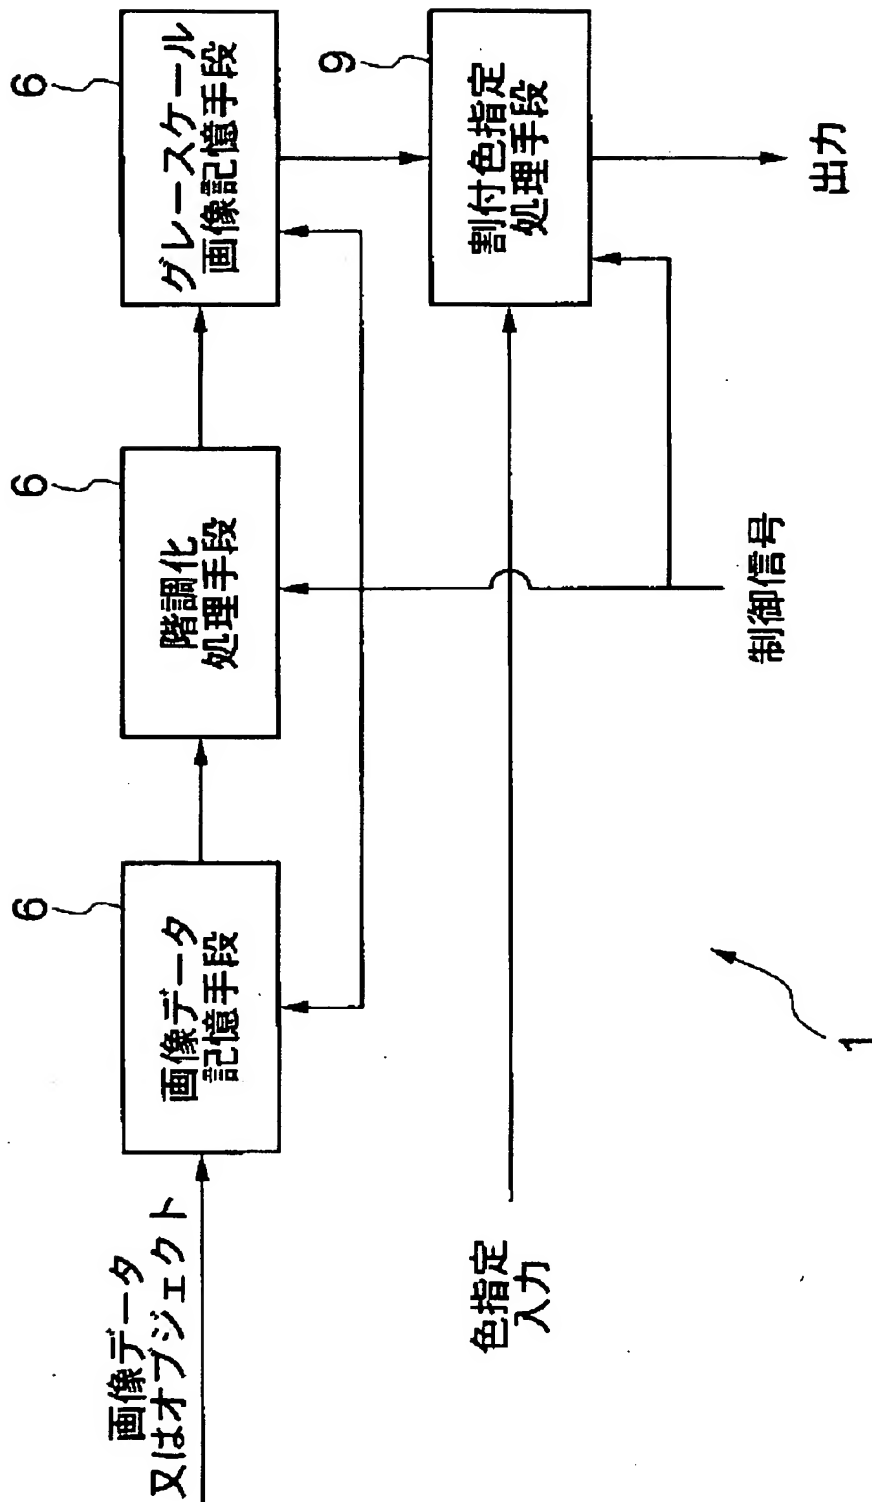 6
6
6
画像データ
又はオブジェクト
画像データ
記憶手段
階調化
処理手段
グレースケール
画像記憶手段
9
色指定
入力
割付色指定
処理手段
制御信号
出力
1